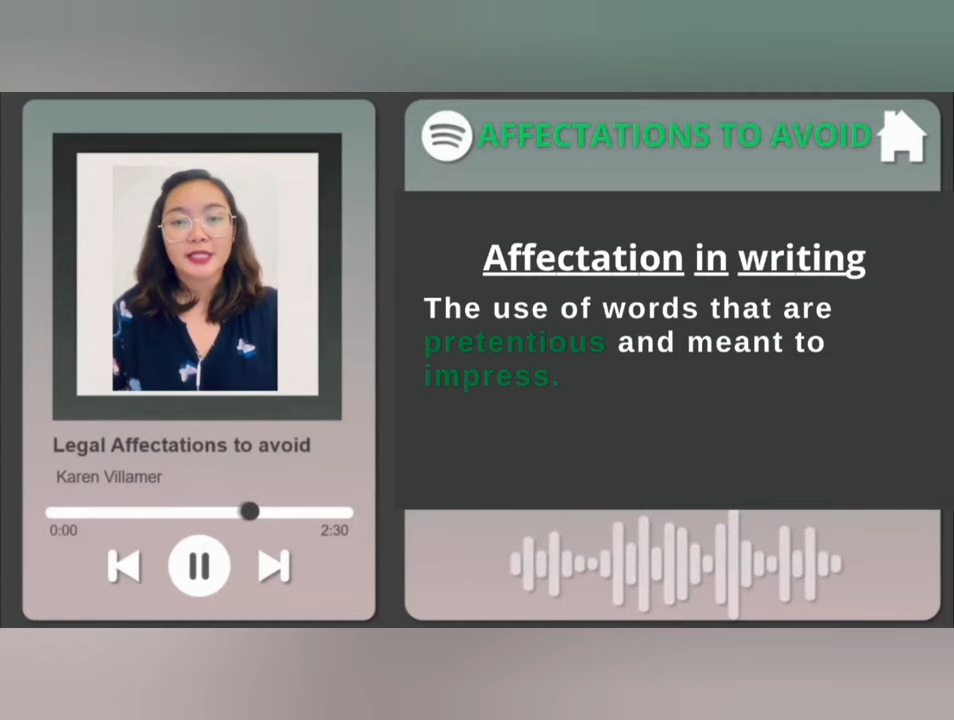 Legal Affectations to avoid
Karen Villamer
0:00
2:30
AFFECTATIONS TO AVOID
Affectation in writing
The use of words that are
pretentious and meant to
impress.